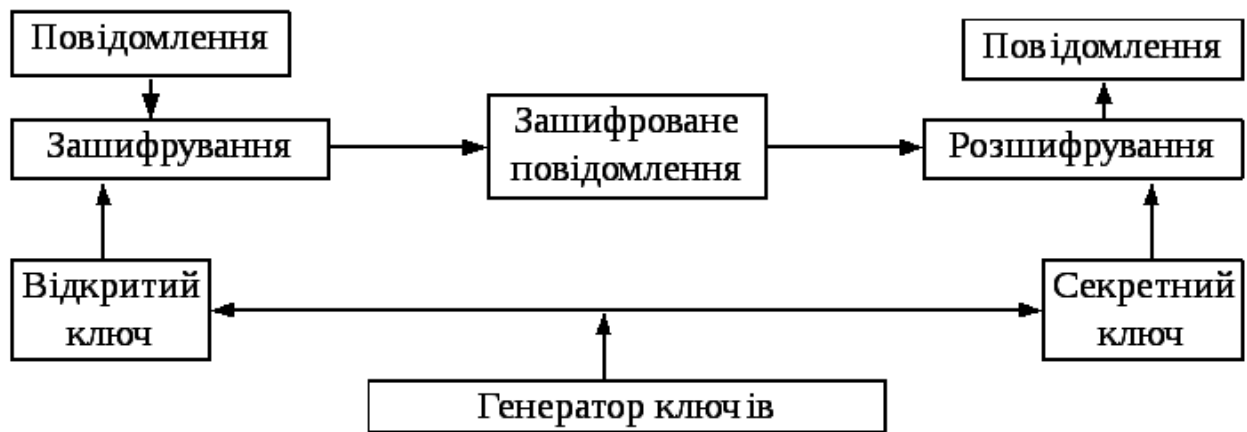 Повідомлення
Повідомлення
Зашифрування
Зашифроване
повідомлення
Розшифрування
Відкритий
ключ
Секретний
ключ
Генератор ключів